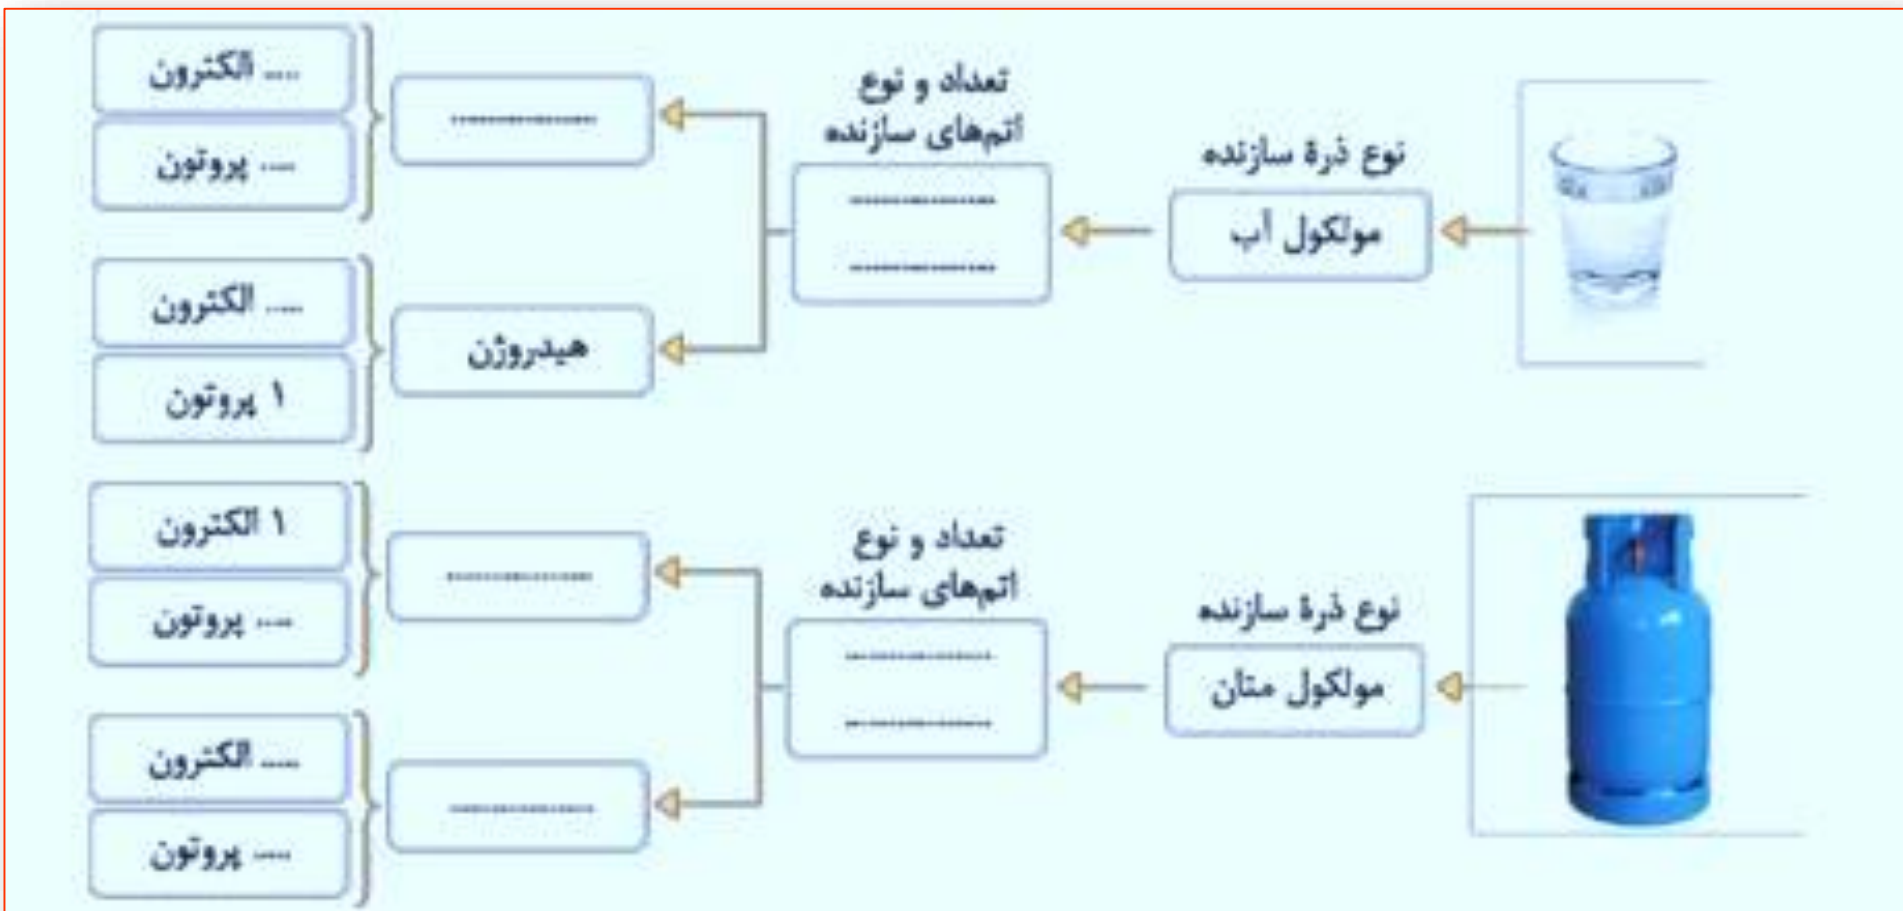 نوع ذرهٔ سازنده
مولکول آب
تعداد و نوع
اتم‌های سازنده
....................
....................
....................
.... الکترون
.... پروتون
هیدروژن
.... الکترون
۱ پروتون
نوع ذرهٔ سازنده
مولکول متان
تعداد و نوع
اتم‌های سازنده
....................
....................
....................
۱ الکترون
.... پروتون
....................
.... الکترون
.... پروتون